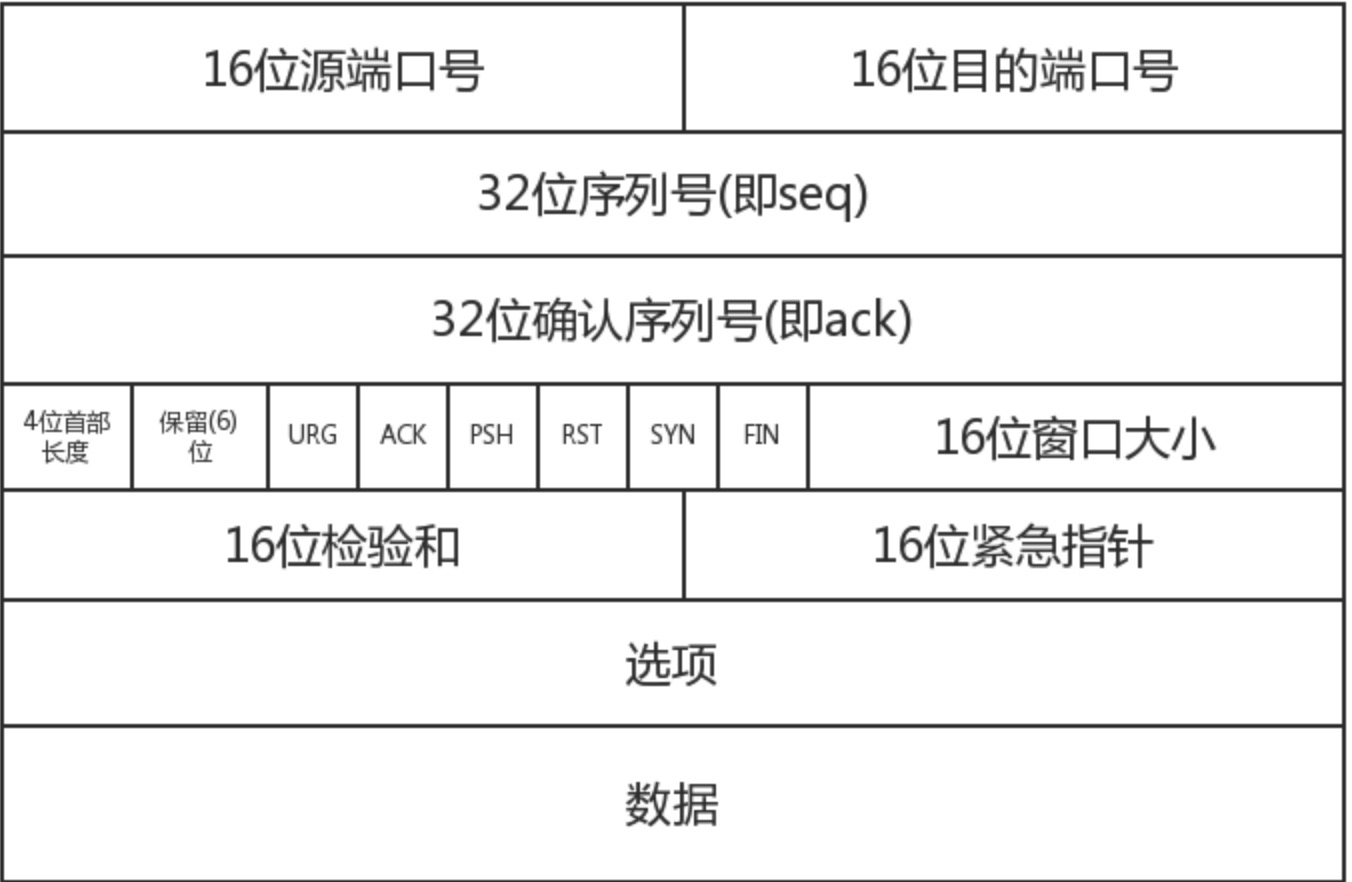 16位源端口号
16位目的端口号
32位序列号(即seq)
32位确认序列号(即ack)
4位首部
长度
保留(6)
位
URG
ACK
PSH
RST
SYN
FIN
16位窗口大小
16位检验和
16位紧急指针
选项
数据